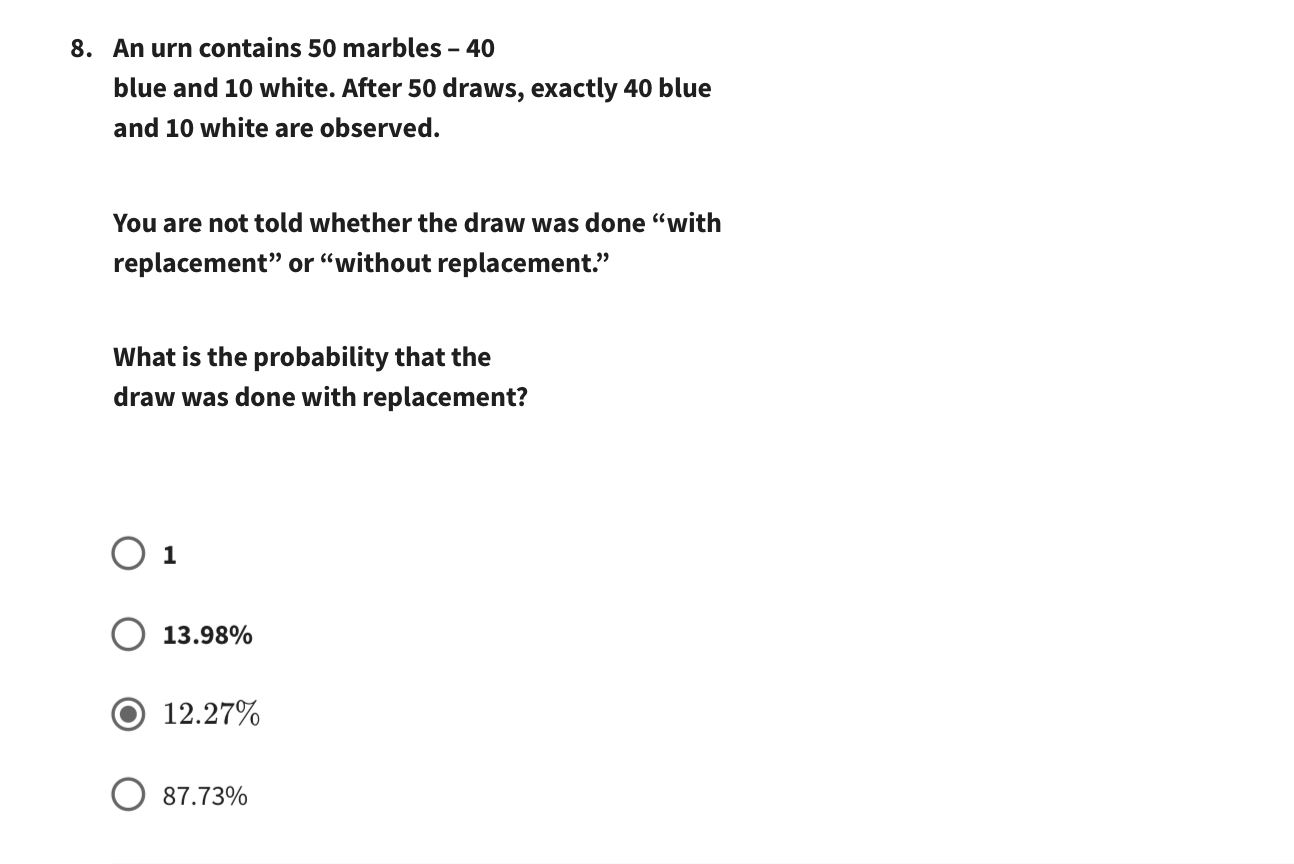 8. An urn contains 50 marbles – 40
blue and 10 white. After 50 draws, exactly 40 blue
and 10 white are observed.
You are not told whether the draw was done “with
replacement” or “without replacement.”
What is the probability that the
draw was done with replacement?
1
13.98%
12.27%
87.73%